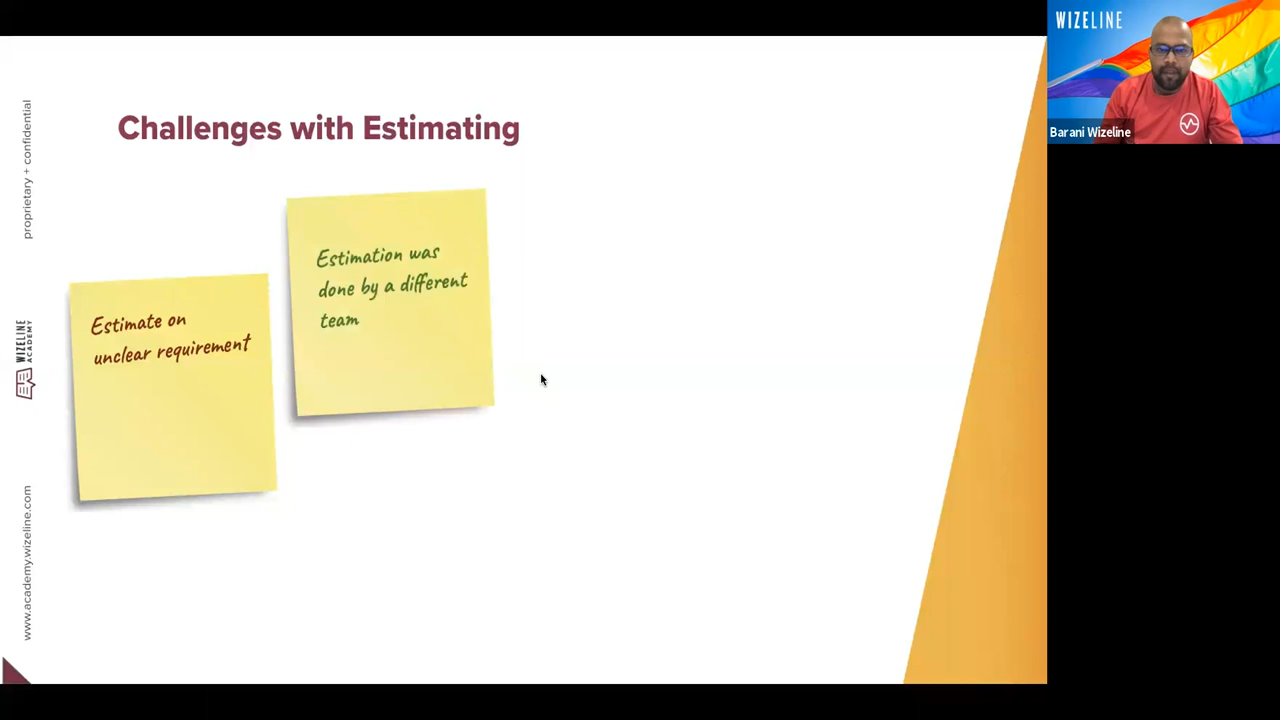 WIZELINE
Barani Wizeline
proprietary + confidential
Challenges with Estimating
Estimation was
done by a different
team
Estimate on
unclear requirement
WIZELINE
ACADEMY
www.academy.wizeline.com